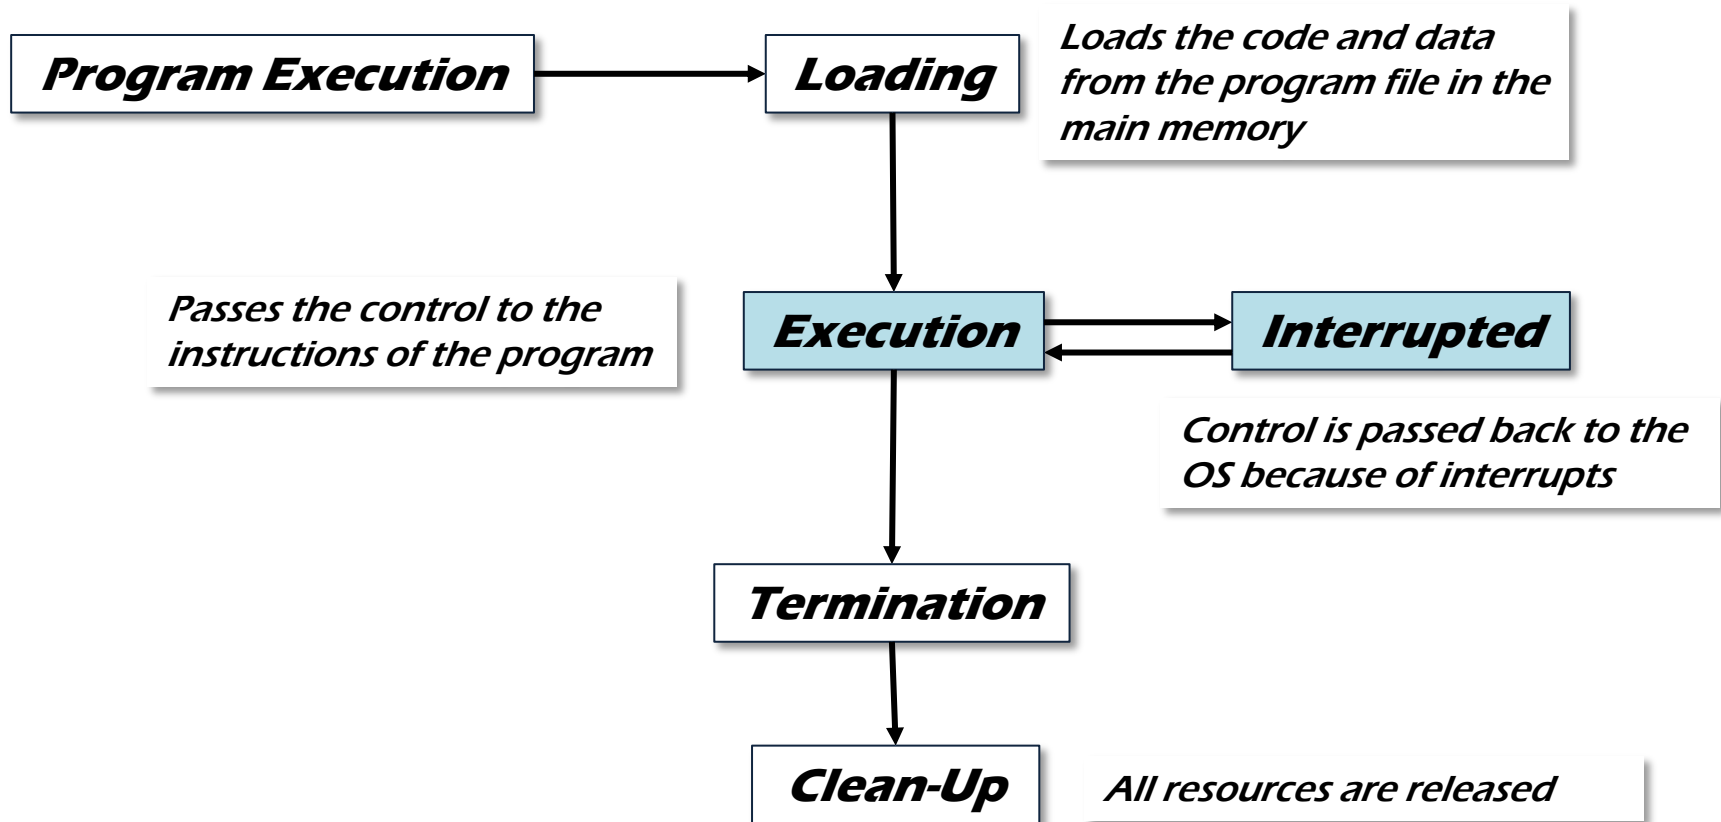 Program Execution
Loading
Loads the code and data
from the program file in the
main memory
Passes the control to the
instructions of the program
Execution
Interrupted
Control is passed back to the
OS because of interrupts
Termination
Clean-Up
All resources are released